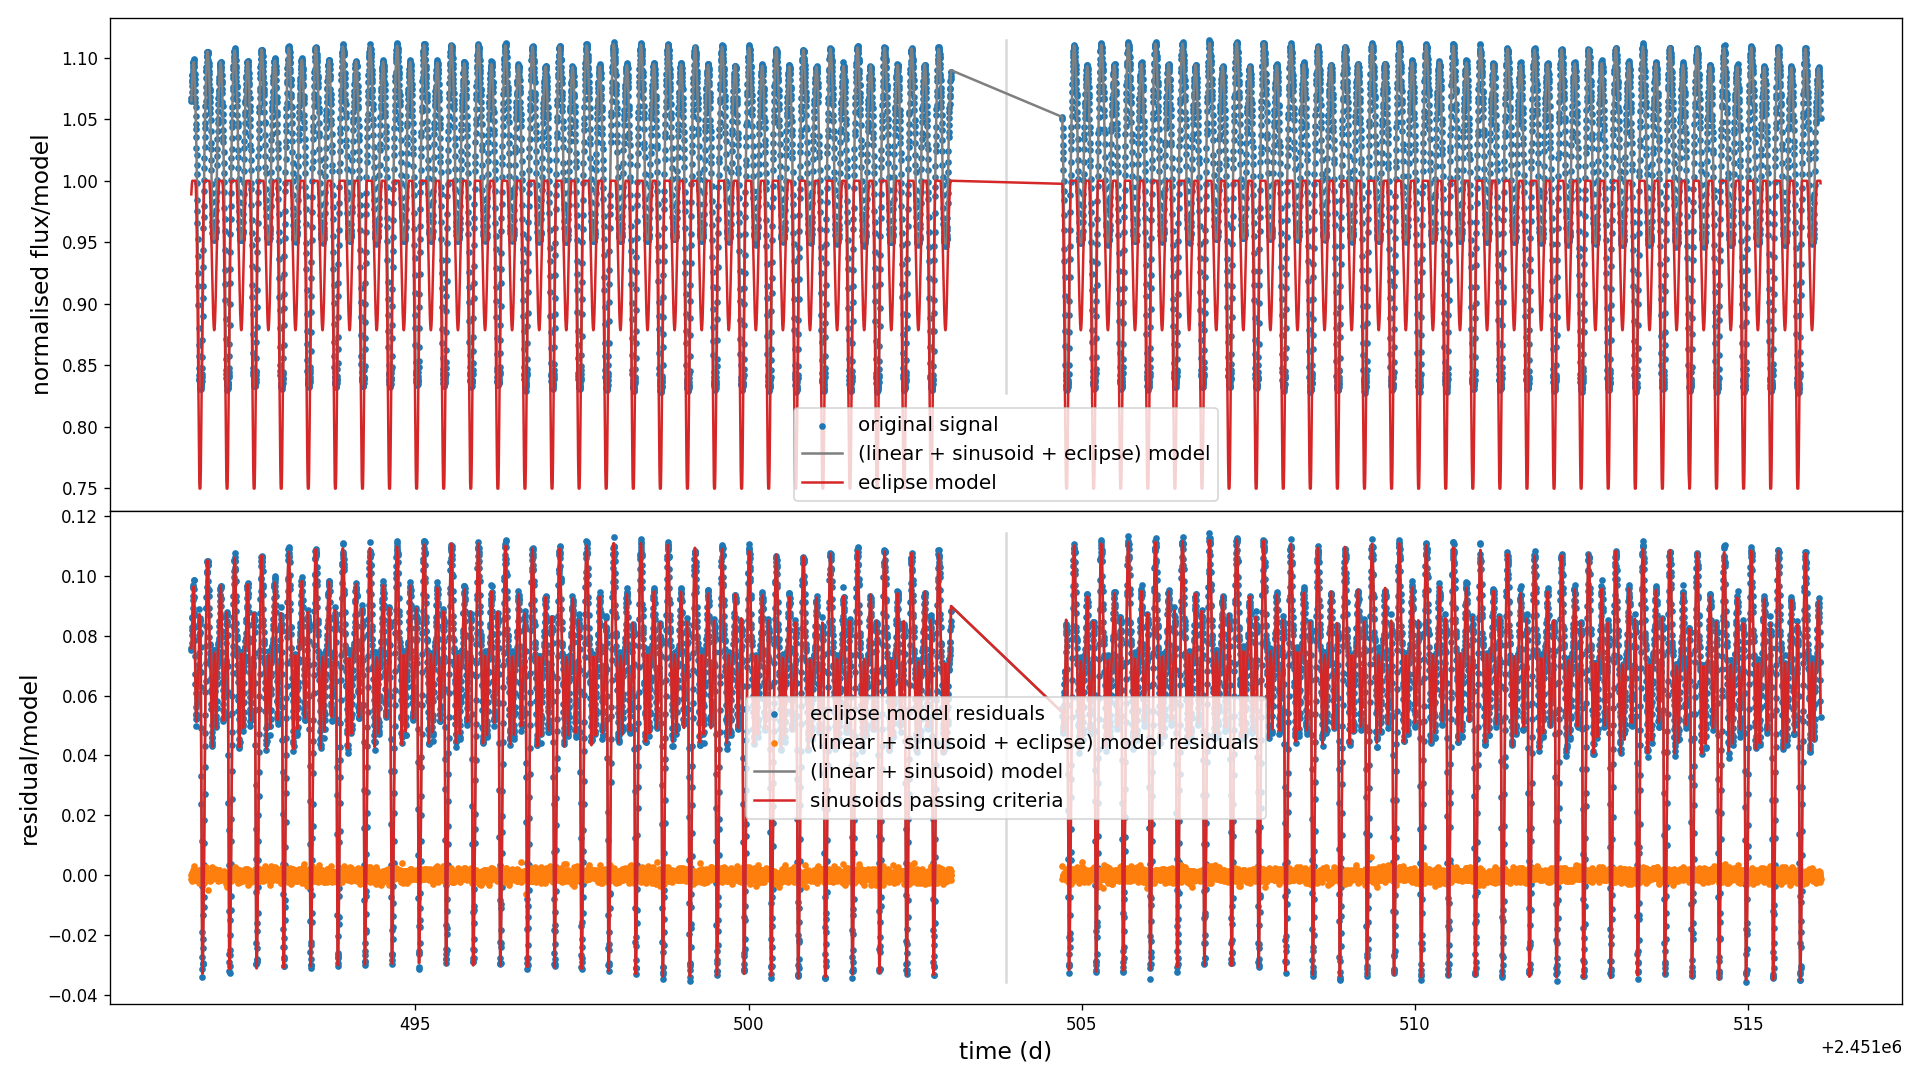 normalised flux/model
1.10
1.05
1.00
0.95
0.90
0.85
0.80
0.75
original signal
(linear + sinusoid + eclipse) model
eclipse model
residual/model
0.12
0.10
0.08
0.06
0.04
0.02
0.00
−0.02
−0.04
eclipse model residuals
(linear + sinusoid + eclipse) model residuals
(linear + sinusoid) model
sinusoids passing criteria
495 500 505 510 515
time (d)
+2.451e6